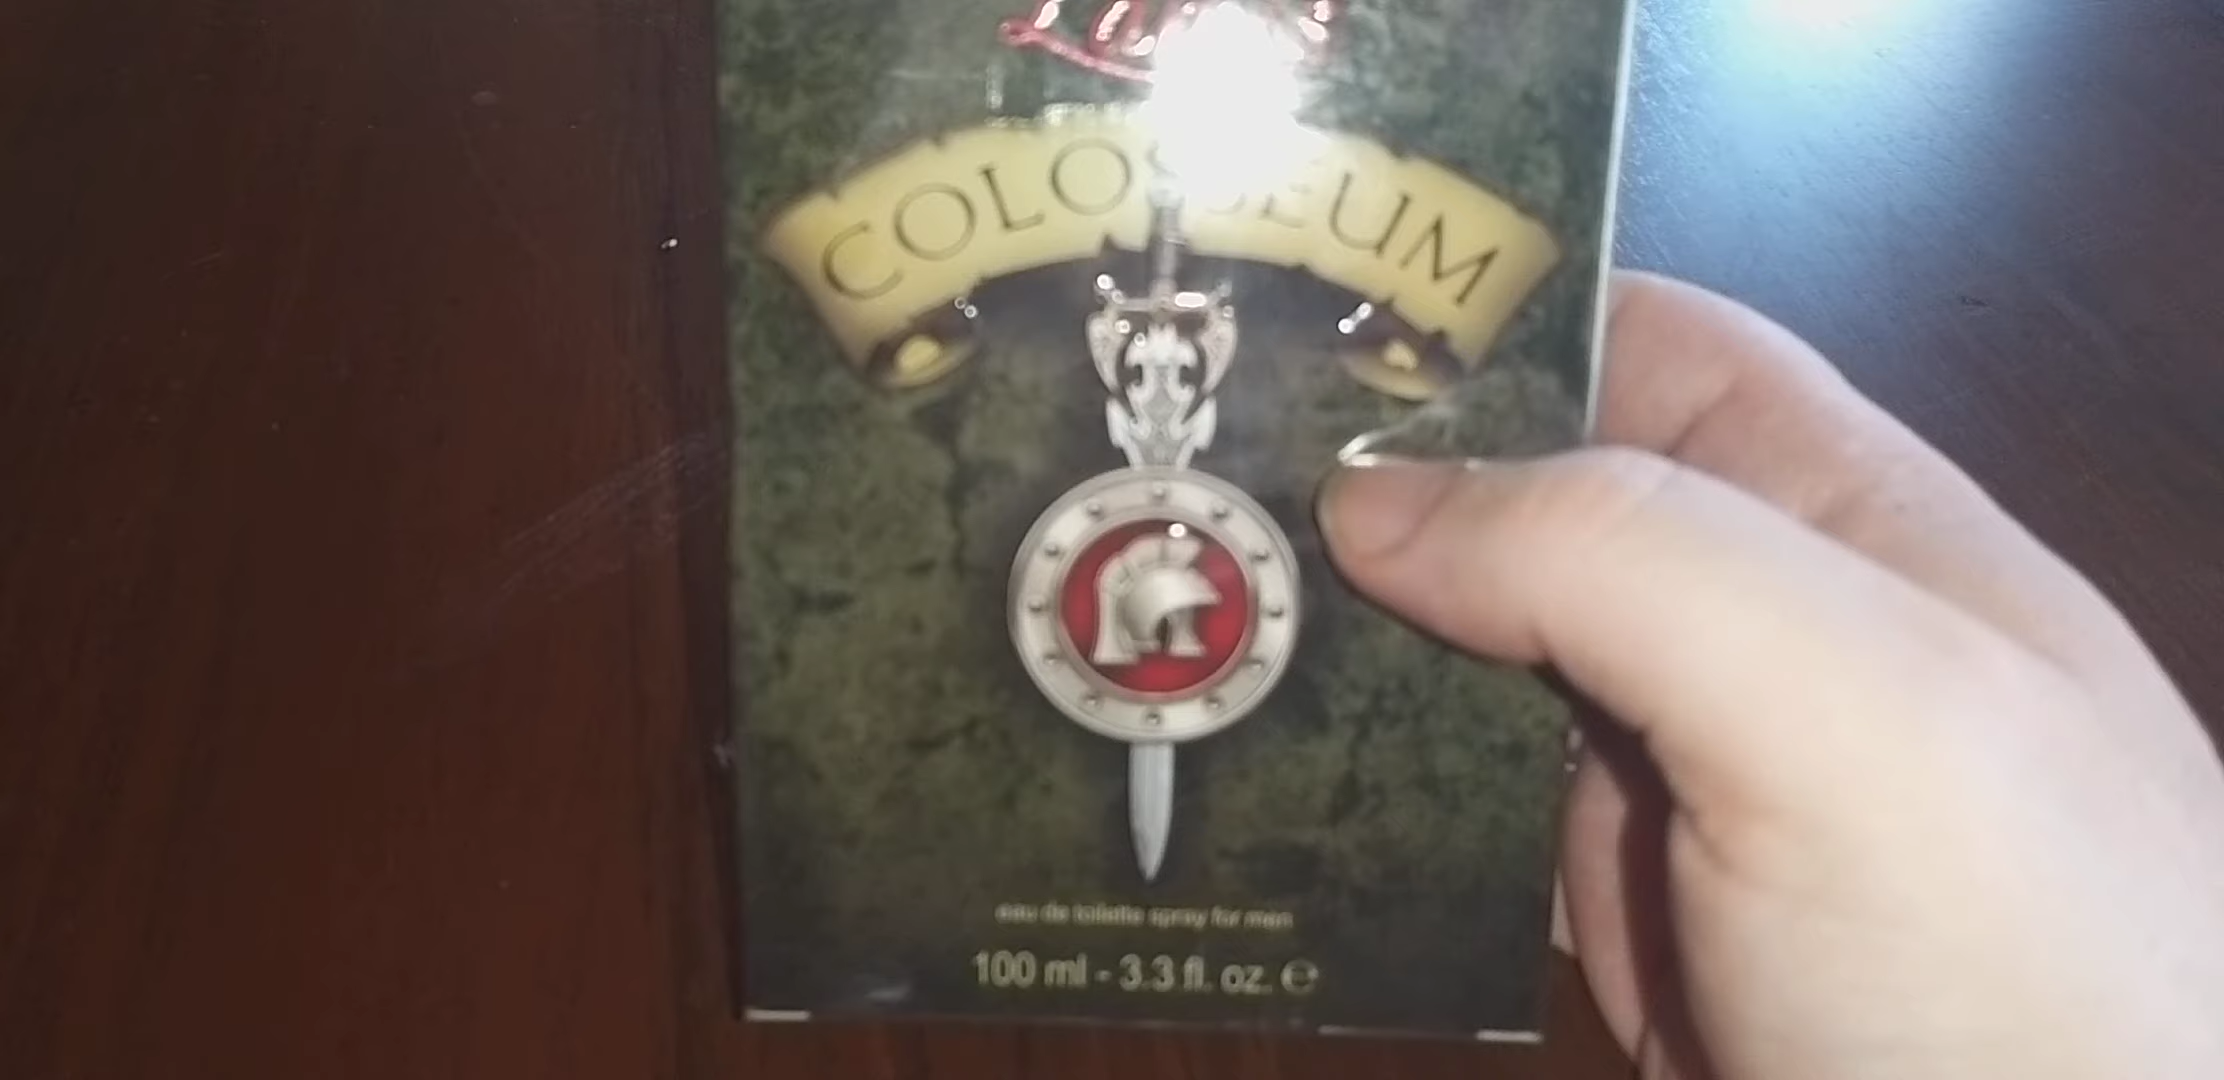 COLOSSEUM
eau de toilette spray for men
100 ml - 3.3 fl. oz. ℮